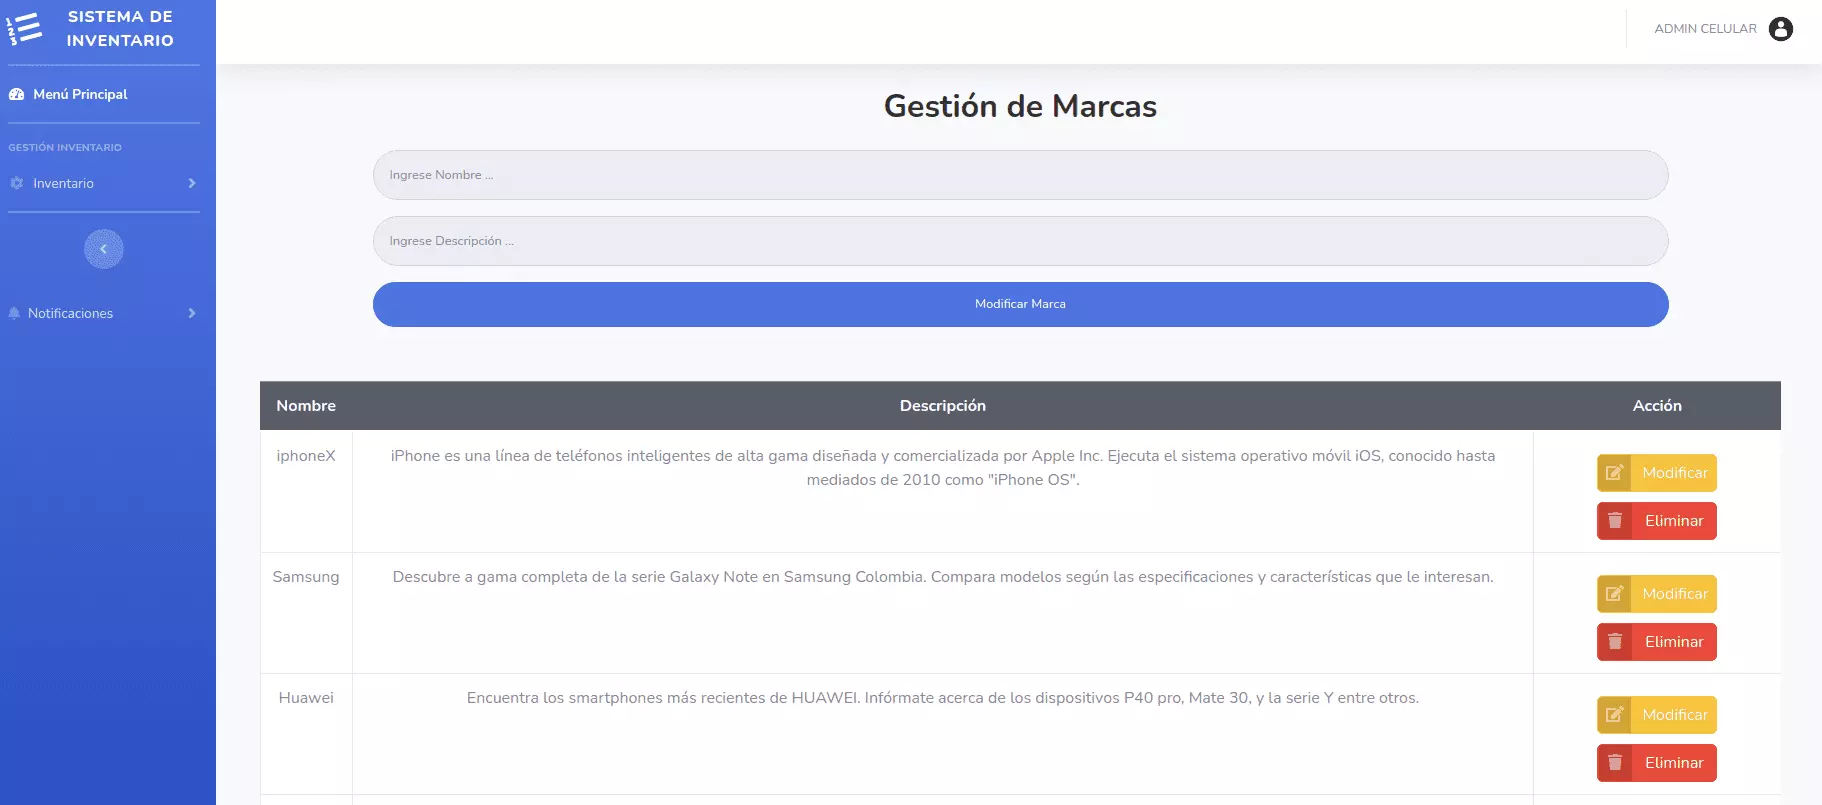 SISTEMA DE
INVENTARIO
ADMIN CELULAR
Menú Principal
GESTIÓN INVENTARIO
Inventario
Notificaciones
Gestión de Marcas
Ingrese Nombre ...
Ingrese Descripción ...
Modificar Marca
Nombre Descripción Acción
iphoneX
iPhone es una línea de teléfonos inteligentes de alta gama diseñada y comercializada por Apple Inc. Ejecuta el sistema operativo móvil iOS, conocido hasta
mediados de 2010 como "iPhone OS".
Modificar
Eliminar
Samsung
Descubre a gama completa de la serie Galaxy Note en Samsung Colombia. Compara modelos según las especificaciones y características que le interesan.
Modificar
Eliminar
Huawei
Encuentra los smartphones más recientes de HUAWEI. Infórmate acerca de los dispositivos P40 pro, Mate 30, y la serie Y entre otros.
Modificar
Eliminar